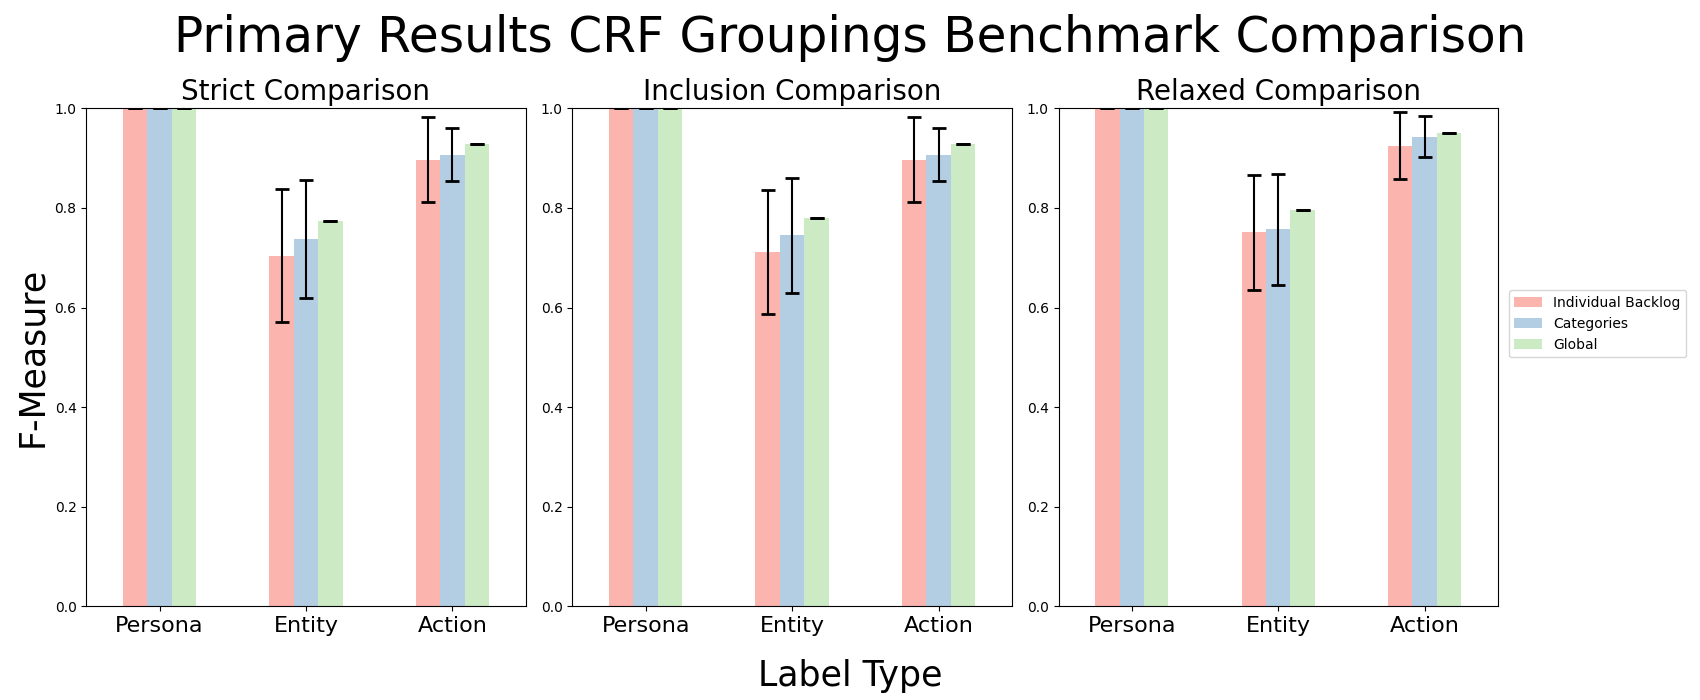 Primary Results CRF Groupings Benchmark Comparison
Strict Comparison
Inclusion Comparison
Relaxed Comparison
F-Measure
1.0
0.8
0.6
0.4
0.2
0.0
Persona
Entity
Action
1.0
0.8
0.6
0.4
0.2
0.0
Persona
Entity
Action
1.0
0.8
0.6
0.4
0.2
0.0
Persona
Entity
Action
Individual Backlog
Categories
Global
Label Type